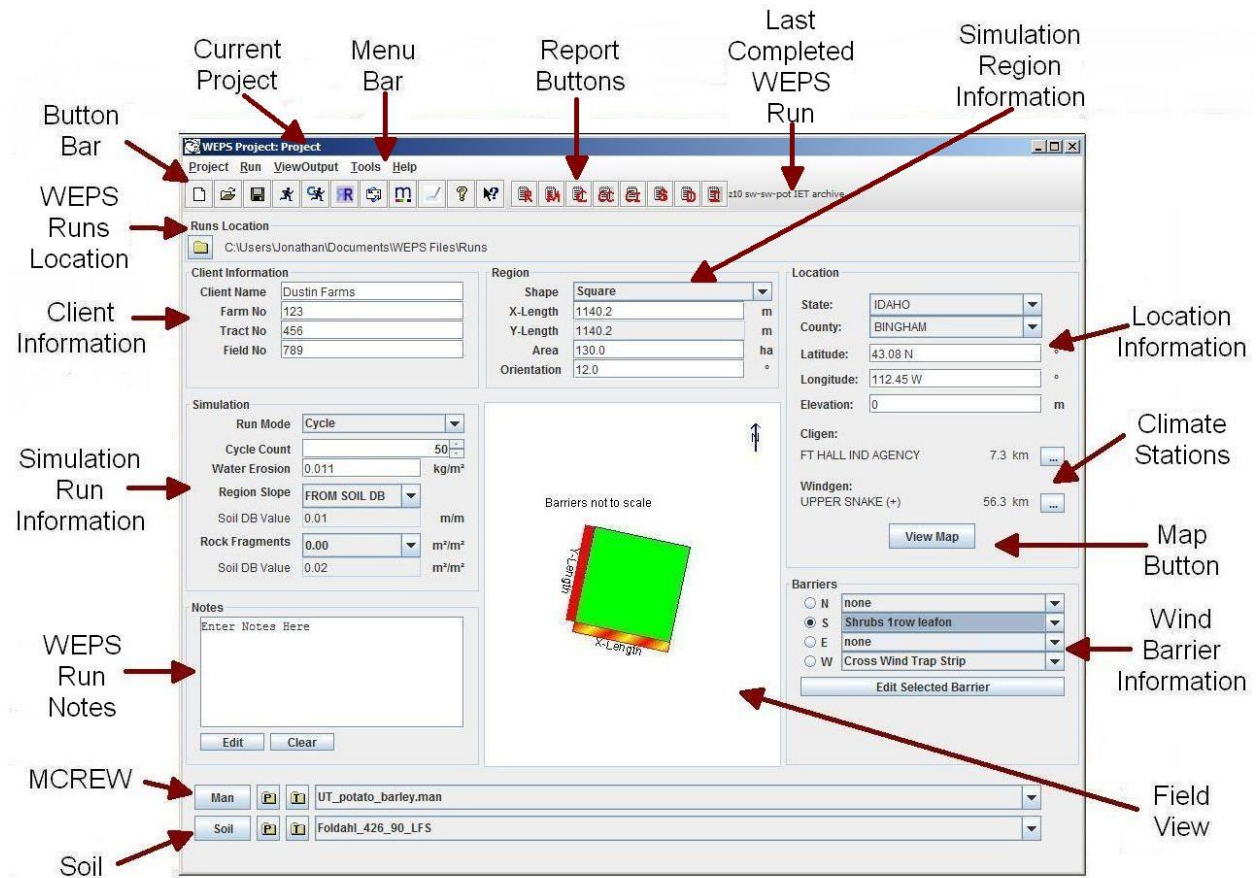 Current
Project
Menu
Bar
Report
Buttons
Last
Completed
WEPS
Run
Simulation
Region
Information
Button
Bar
WEPS
Runs
Location
Client
Information
Simulation
Run
Information
WEPS
Run
Notes
MCREW
Soil
WEPS Project: Project
Project Run ViewOutput Tools Help
z10 sw-sw-pot IET archive
Runs Location
C:\Users\Jonathan\Documents\WEPS Files\Runs
Client Information
Client Name Dustin Farms
Farm No 123
Tract No 456
Field No 789
Region
Shape Square
X-Length 1140.2 m
Y-Length 1140.2 m
Area 130.0 ha
Orientation 12.0 °
Location
State: IDAHO
County: BINGHAM
Latitude: 43.08 N °
Longitude: 112.45 W °
Elevation: 0 m
Cligen:
FT HALL IND AGENCY 7.3 km ...
Windgen:
UPPER SNAKE (+) 56.3 km ...
View Map
Simulation
Run Mode Cycle
Cycle Count 50
Water Erosion 0.011 kg/m²
Region Slope FROM SOIL DB
Soil DB Value 0.01 m/m
Rock Fragments 0.00 m²/m²
Soil DB Value 0.02 m²/m²
N
Barriers not to scale
Y-Length
X-Length
Barriers
N none
S Shrubs 1row leafon
E none
W Cross Wind Trap Strip
Edit Selected Barrier
Notes
Enter Notes Here
Edit Clear
Man P T UT_potato_barley.man
Soil P T Foldahl_426_90_LFS
Location
Information
Climate
Stations
Map
Button
Wind
Barrier
Information
Field
View